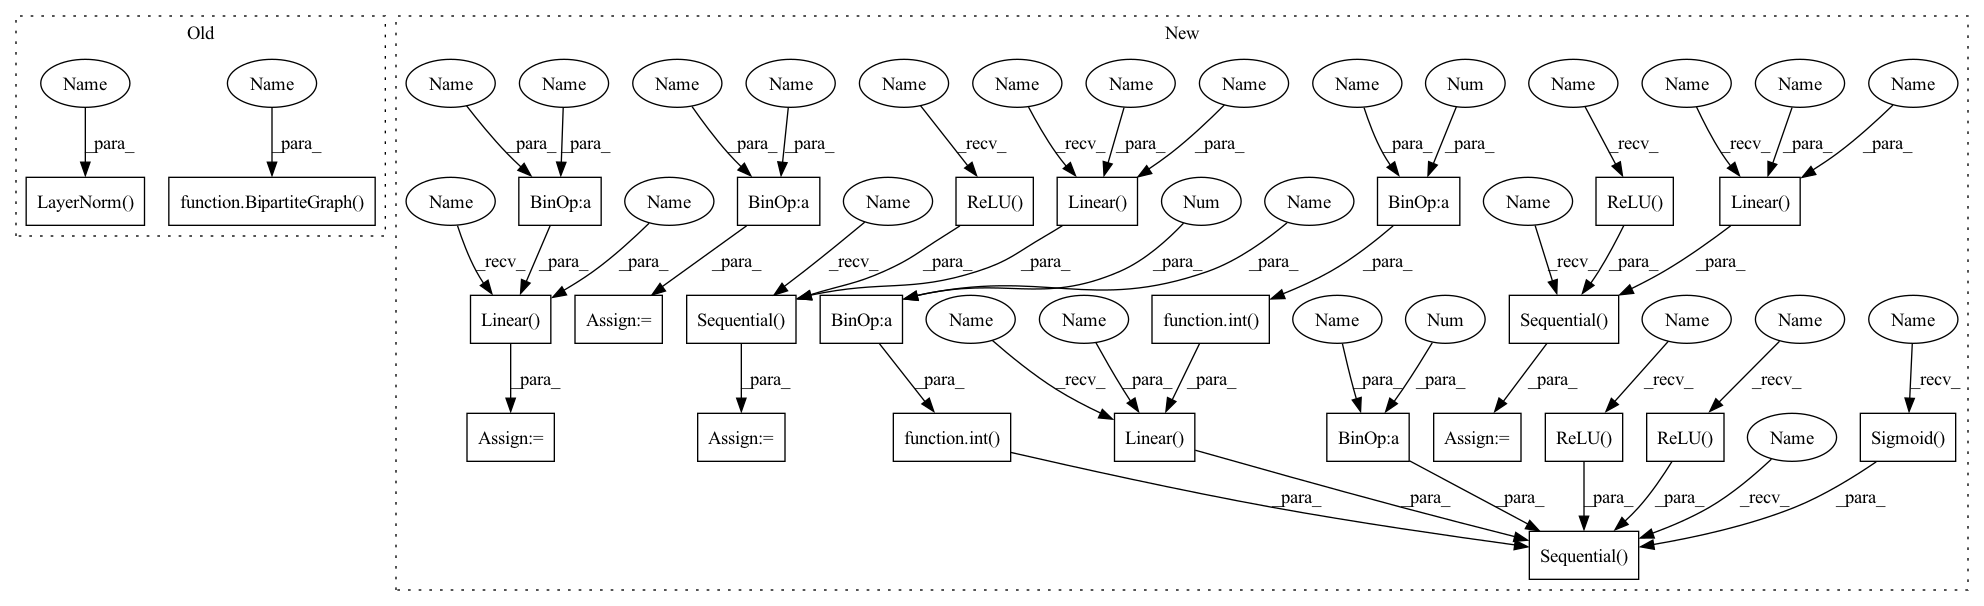 Old
New
Name
Name
Name
Name
Name
Name
Name
Name
Name
Name
Name
Num
Name
Name
Name
Name
_para_
_para_
_para_
_para_
_para_
_para_
_recv_
_recv_
_para_
_para_
_para_
_para_
_recv_
_recv_
_para_
_para_
LayerNorm()
function.BipartiteGraph()
Name
BinOp:a
Name
BinOp:a
Name
ReLU()
Linear()
Num
Name
BinOp:a
Name
ReLU()
Linear()
_recv_
_para_
_para_
_para_
_recv_
_para_
_para_
_para_
_para_
_para_
_recv_
_para_
_para_
Linear()
Assign:=
Sequential()
BinOp:a
Name
Name
function.int()
Name
Num
Sequential()
Name
Name
Name
_para_
_para_
_para_
_recv_
_para_
_para_
_para_
_para_
_para_
_recv_
_recv_
_recv_
Assign:=
Assign:=
function.int()
Linear()
BinOp:a
Assign:=
ReLU()
ReLU()
Name
Sigmoid()
_para_
_para_
_para_
_para_
_para_
_recv_
_para_
Sequential()